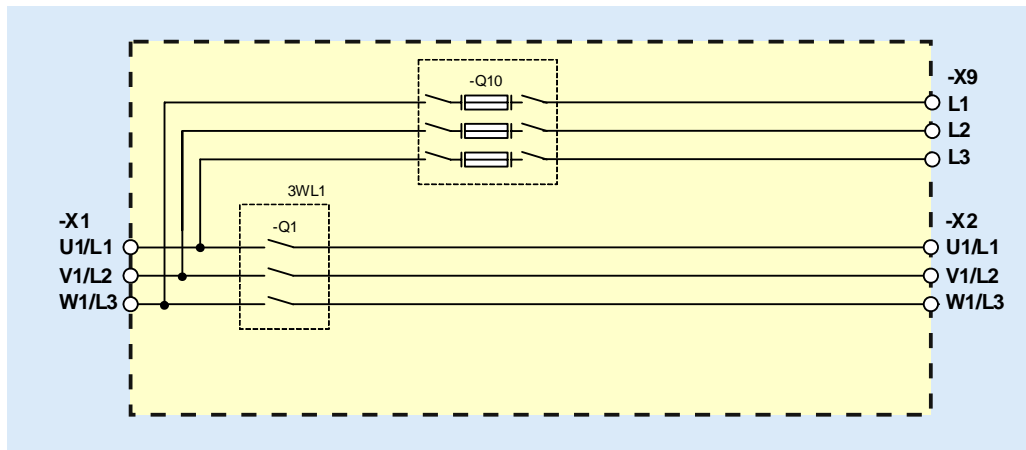 -Q10
-X9
L1
L2
L3
3WL1
-Q1
-X1
U1/L1
V1/L2
W1/L3
-X2
U1/L1
V1/L2
W1/L3